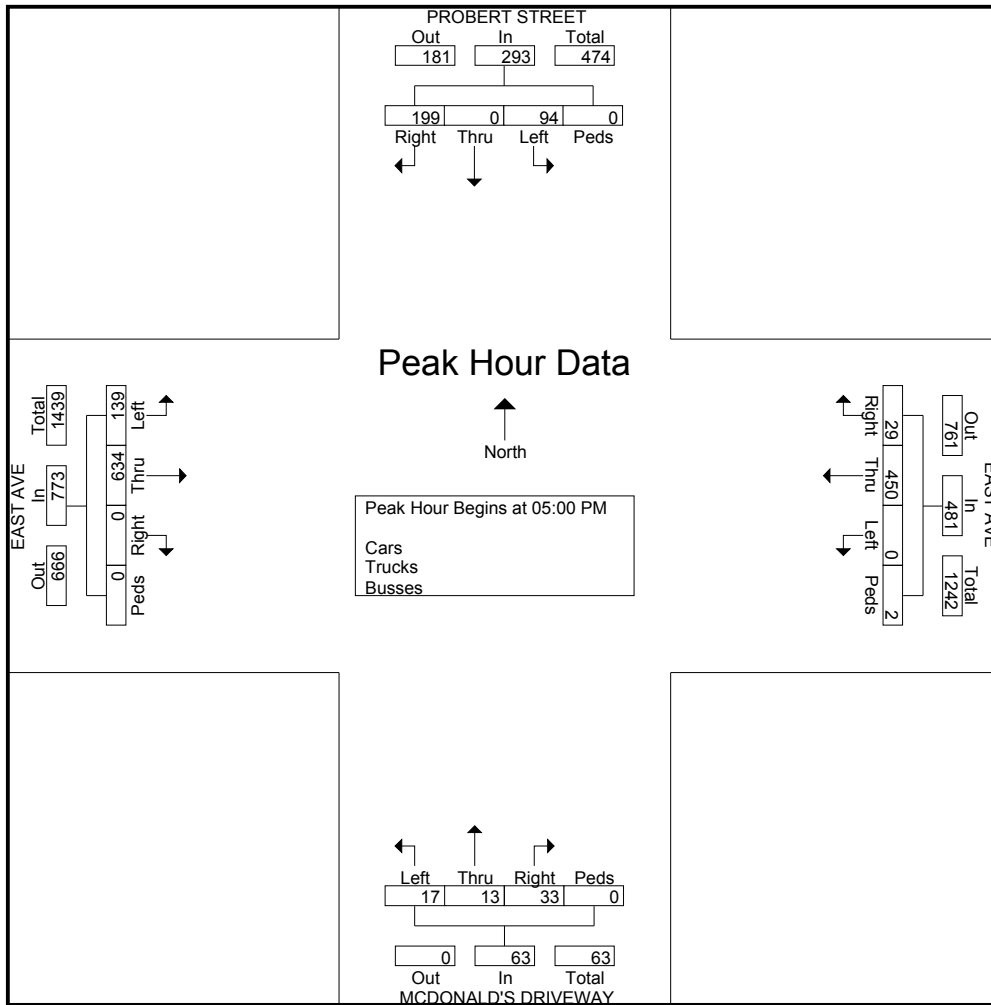 PROBERT STREET
Out In Total
181 293 474
199 0 94 0
Right Thru Left Peds
Peak Hour Data
North
Peak Hour Begins at 05:00 PM
Cars
Trucks
Busses
EAST AVE
Out In Total
666 773 1439
Left Thru Right Peds
139 634 0 0
EAST AVE
Out In Total
761 481 1242
Right Thru Left Peds
29 450 0 2
Left Thru Right Peds
17 13 33 0
0 63 63
Out In Total
MCDONALD'S DRIVEWAY